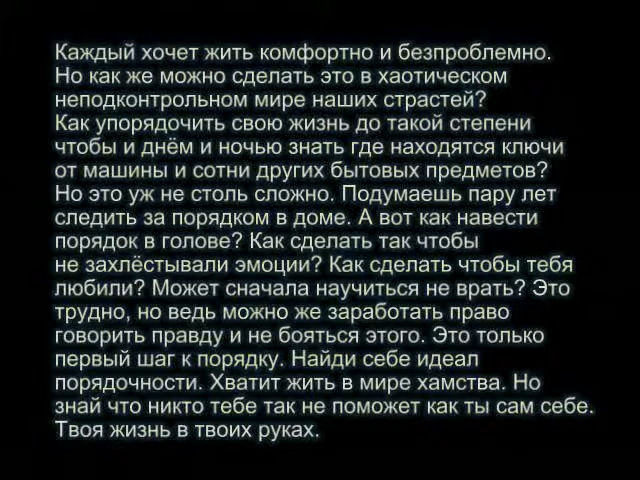 Каждый хочет жить комфортно и безпроблемно.
Но как же можно сделать это в хаотическом
неподконтрольном мире наших страстей?
Как упорядочить свою жизнь до такой степени
чтобы и днём и ночью знать где находятся ключи
от машины и сотни других бытовых предметов?
Но это уж не столь сложно. Подумаешь пару лет
следить за порядком в доме. А вот как навести
порядок в голове? Как сделать так чтобы
не захлёстывали эмоции? Как сделать чтобы тебя
любили? Может сначала научиться не врать? Это
трудно, но ведь можно же заработать право
говорить правду и не бояться этого. Это только
первый шаг к порядку. Найди себе идеал
порядочности. Хватит жить в мире хамства. Но
знай что никто тебе так не поможет как ты сам себе.
Твоя жизнь в твоих руках.